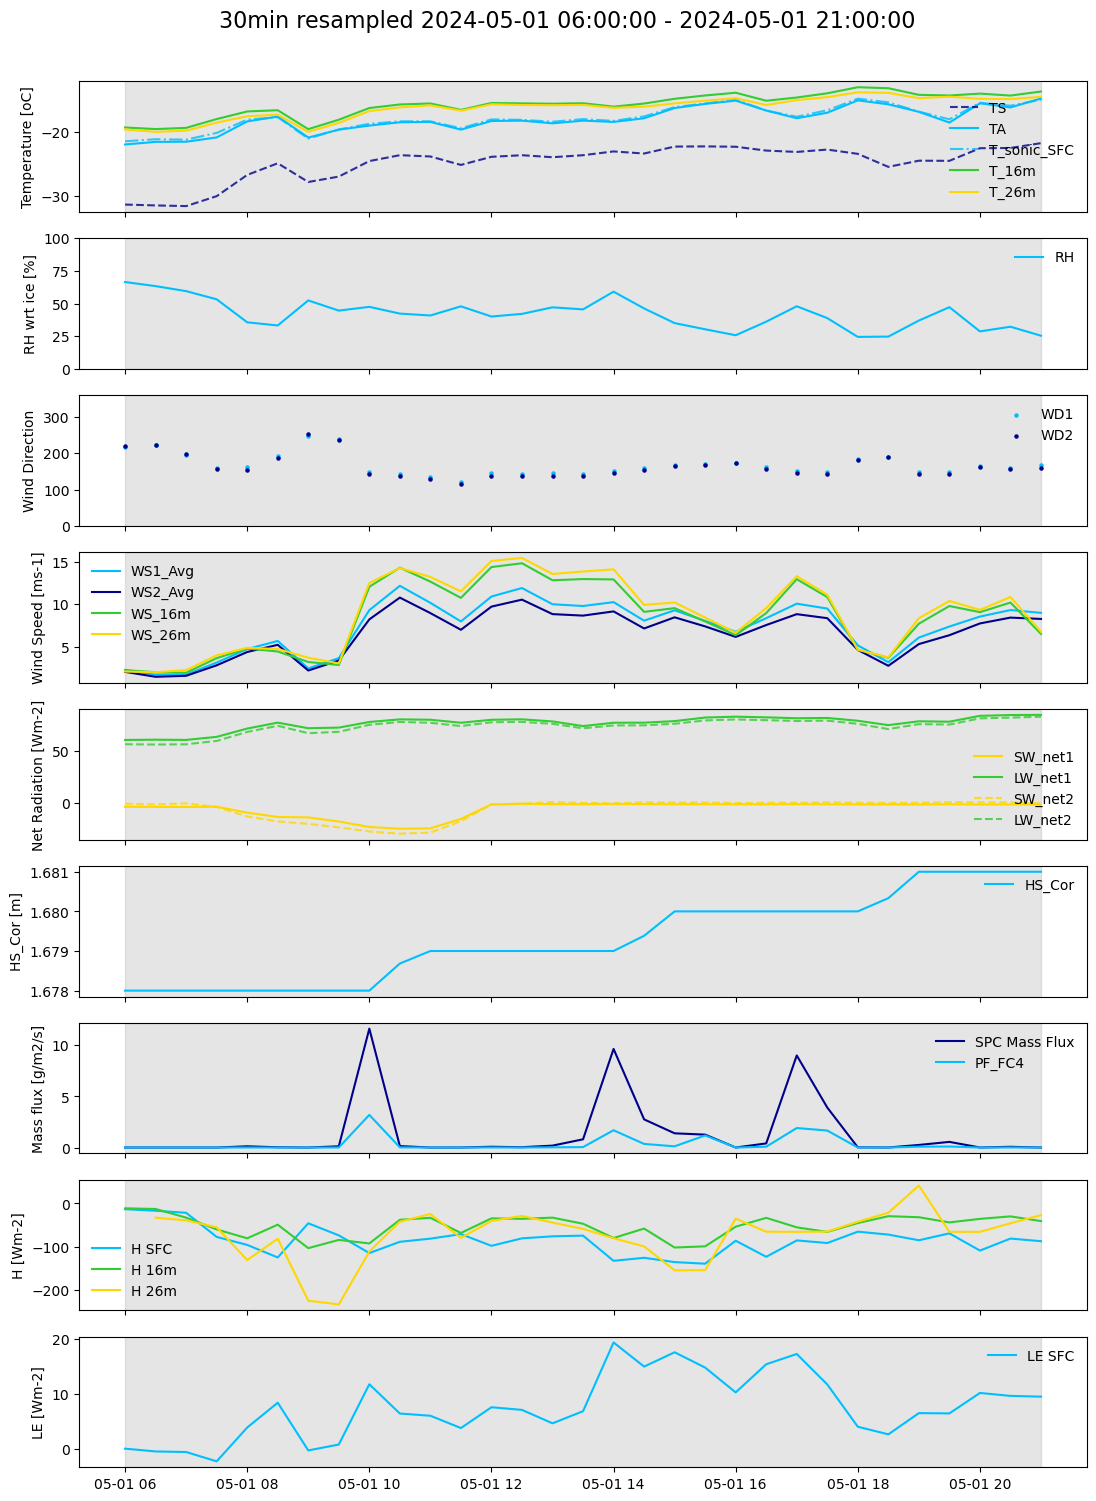 30min resampled 2024-05-01 06:00:00 - 2024-05-01 21:00:00
Temperature [oC]
−20
−30
TS
TA
T_sonic_SFC
T_16m
T_26m
RH wrt ice [%]
100
75
50
25
0
RH
Wind Direction
300
200
100
0
WD1
WD2
Wind Speed [ms-1]
15
10
5
WS1_Avg
WS2_Avg
WS_16m
WS_26m
Net Radiation [Wm-2]
50
0
SW_net1
LW_net1
SW_net2
LW_net2
HS_Cor [m]
1.681
1.680
1.679
1.678
HS_Cor
Mass flux [g/m2/s]
10
5
0
SPC Mass Flux
PF_FC4
H [Wm-2]
0
−100
−200
H SFC
H 16m
H 26m
LE [Wm-2]
20
10
0
LE SFC
05-01 06 05-01 08 05-01 10 05-01 12 05-01 14 05-01 16 05-01 18 05-01 20